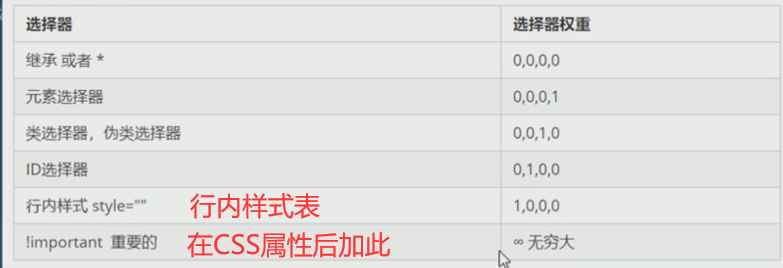 选择器 选择器权重
继承 或者 * 0,0,0,0
元素选择器 0,0,0,1
类选择器，伪类选择器 0,0,1,0
ID选择器 0,1,0,0
行内样式 style="" 行内样式表 1,0,0,0
!important 重要的 在CSS属性后加此 ∞ 无穷大